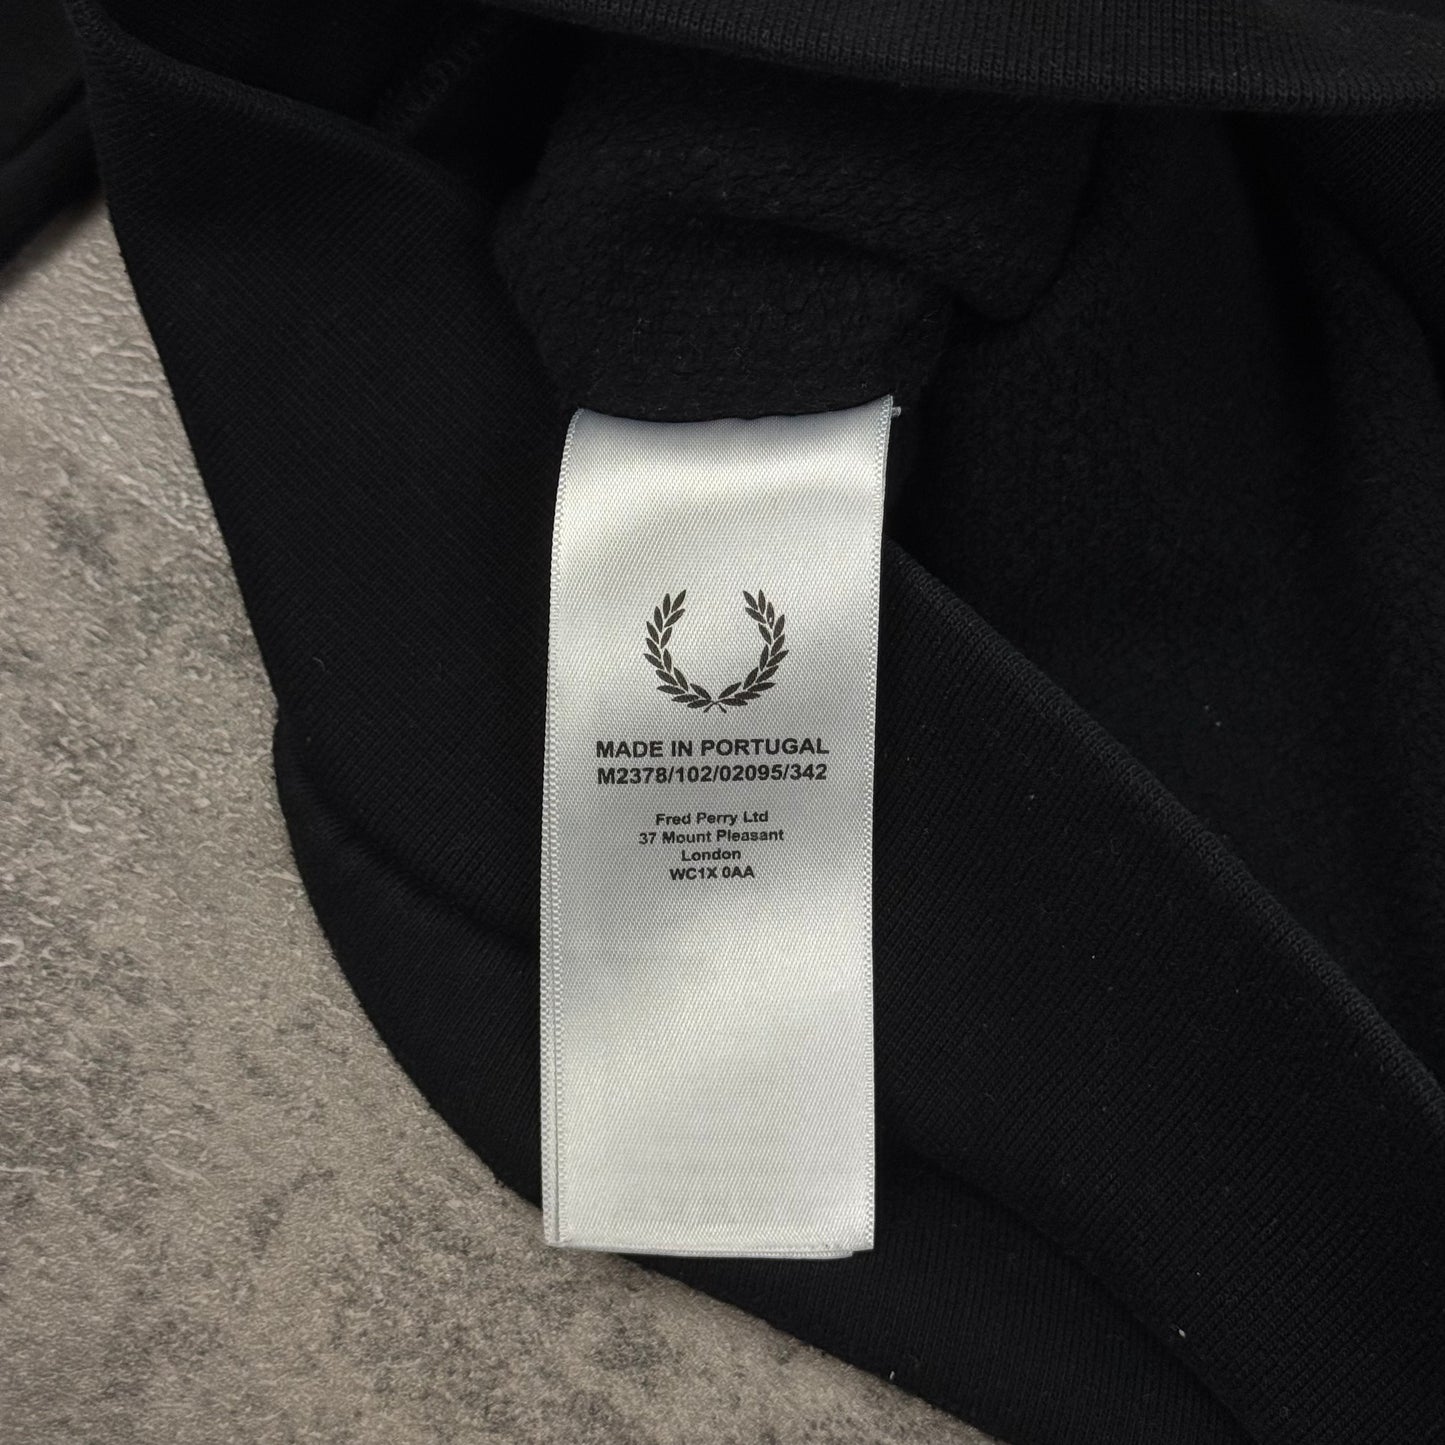 MADE IN PORTUGAL
M2378/102/02095/342
Fred Perry Ltd
37 Mount Pleasant
London
WC1X 0AA